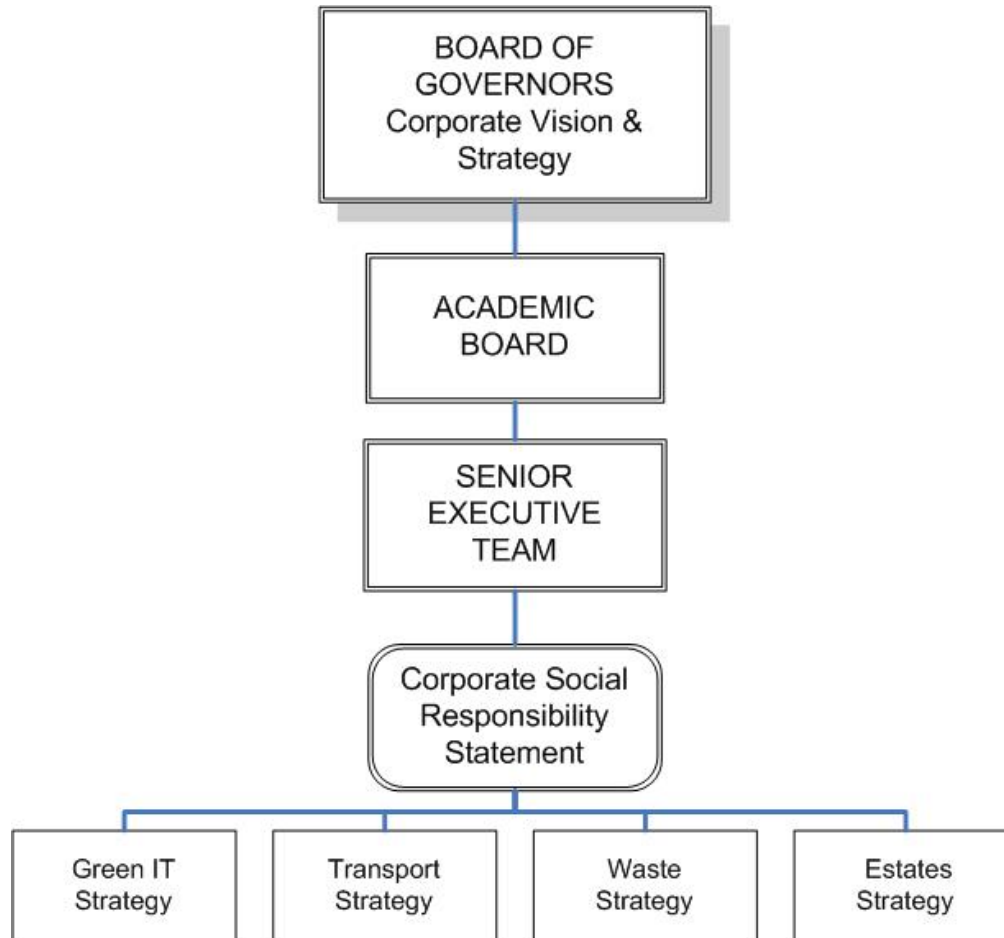 BOARD OF
GOVERNORS
Corporate Vision &
Strategy
ACADEMIC
BOARD
SENIOR
EXECUTIVE
TEAM
Corporate Social
Responsibility
Statement
Green IT
Strategy
Transport
Strategy
Waste
Strategy
Estates
Strategy